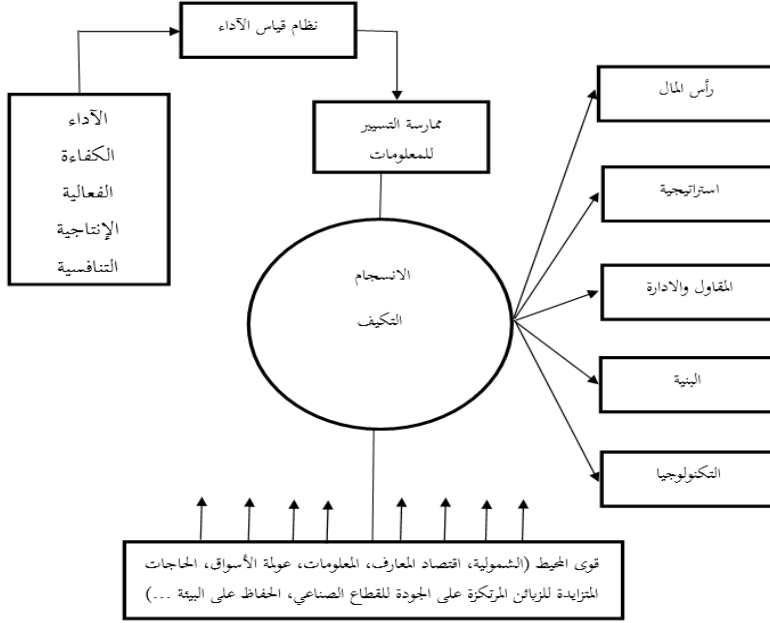 نظام قياس الآداء
رأس المال
الآداء
الكفاءة
الفعالية
الإنتاجية
التنافسية
ممارسة التسيير
للمعلومات
استراتيجية
الانسجام
التكيف
المقاول والادارة
البنية
التكنولوجيا
قوى المحيط (الشمولية، اقتصاد المعارف، المعلومات، عولمة الأسواق، الحاجات
المتزايدة للزبائن المرتكزة على الجودة للقطاع الصناعي، الحفاظ على البيئة ...)